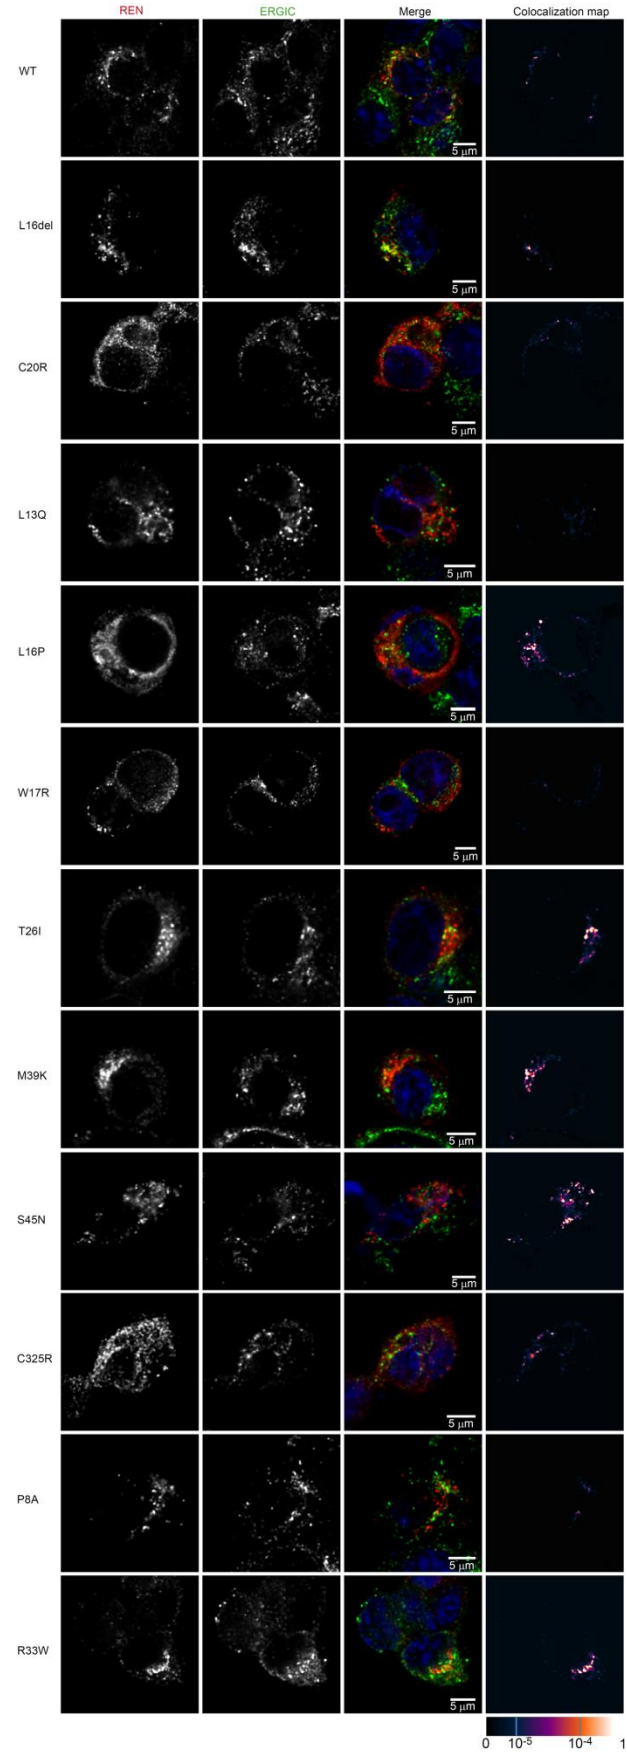 REN ERGIC Merge Colocalization map
WT
5 μm
L16del
5 μm
C20R
5 μm
L13Q
5 μm
L16P
5 μm
W17R
5 μm
T26I
5 μm
M39K
5 μm
S45N
5 μm
C325R
5 μm
P8A
5 μm
R33W
5 μm
0 10-5 10-4 1